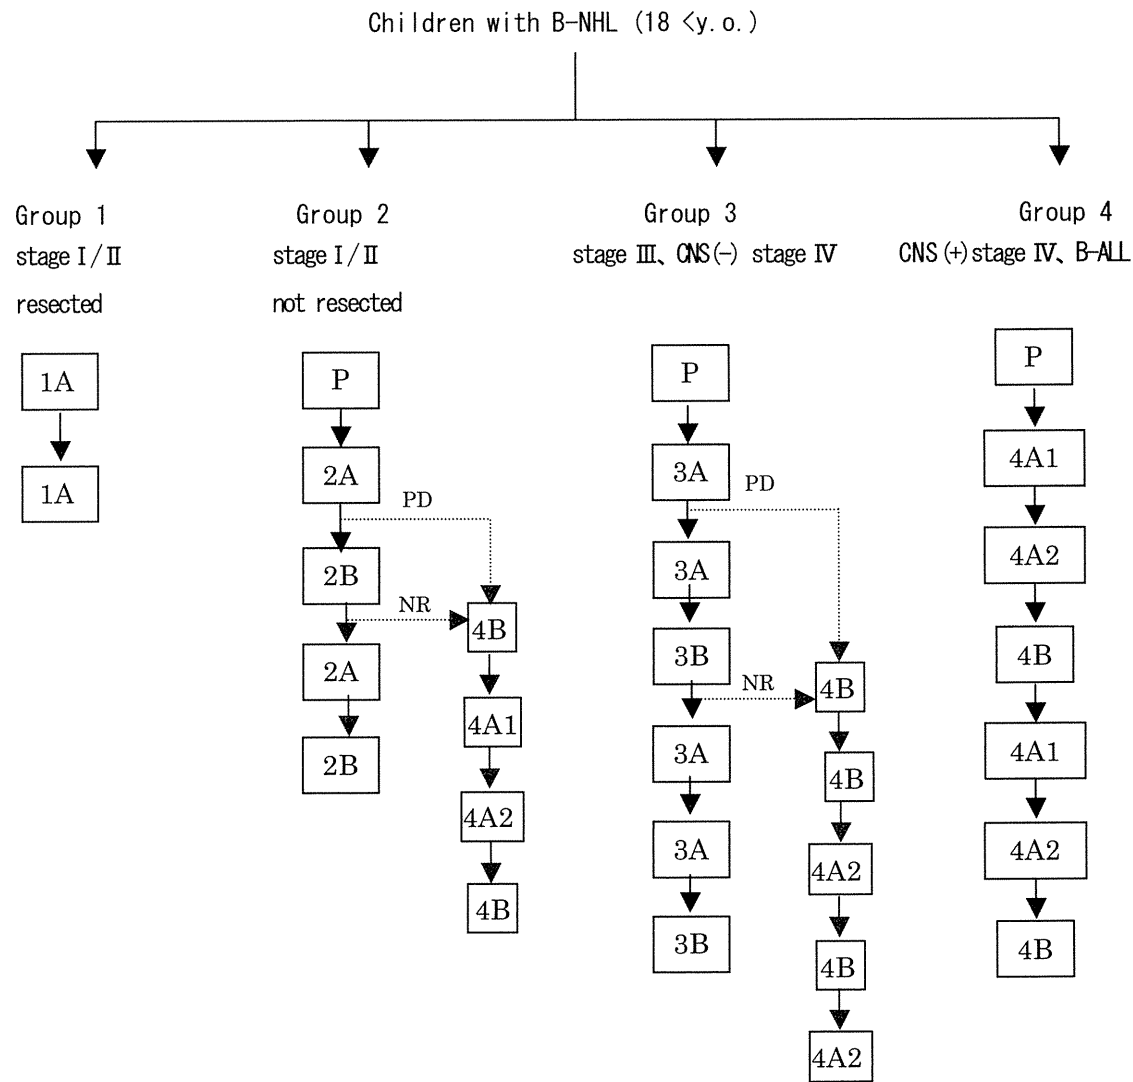 Children with B-NHL (18 <y.o.)
Group 1
stage Ⅰ/Ⅱ
resected
1A
1A
Group 2
stage Ⅰ/Ⅱ
not resected
P
2A
PD
2B
NR
2A
2B
4B
4A1
4A2
4B
Group 3
stage Ⅲ、CNS(-) stage Ⅳ
P
3A
PD
3A
3B
NR
3A
3A
3B
4B
4B
4A2
4B
4A2
Group 4
CNS(+)stage Ⅳ、B-ALL
P
4A1
4A2
4B
4A1
4A2
4B